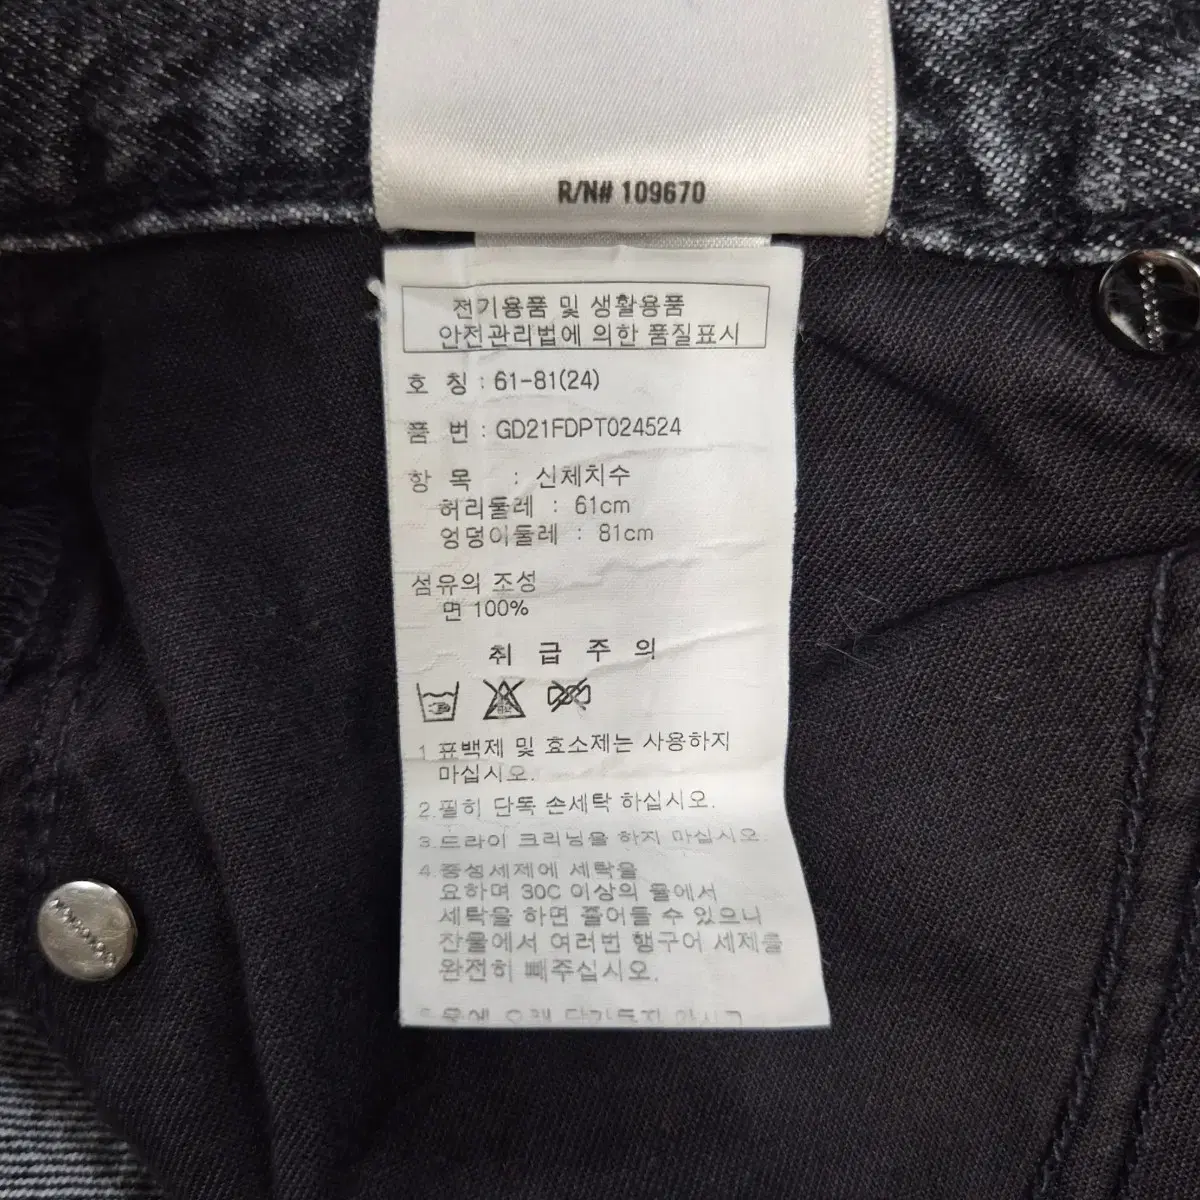 R/N# 109670
전기용품 및 생활용품
안전관리법에 의한 품질표시
호 칭 : 61-81(24)
품 번 : GD21FDPT024524
항 목 : 신체치수
허리둘레 : 61cm
엉덩이둘레 : 81cm
섬유의 조성
면 100%
취 급 주 의
1 표백제 및 효소제는 사용하지
마십시오.
2.필히 단독 손세탁 하십시오.
3.드라이 크리닝을 하지 마십시오.
4.중성세제에 세탁을
요하며 30C 이상의 물에서
세탁을 하면 줄어들 수 있으니
찬물에서 여러번 행구어 세제를
완전히 빼주십시오.